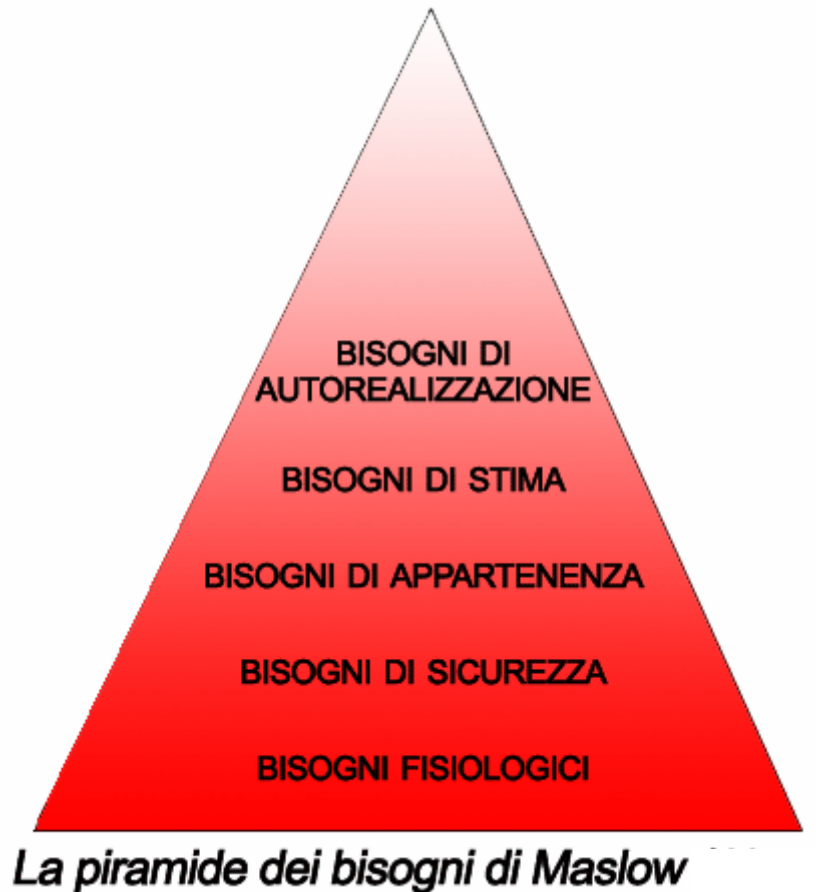 BISOGNI DI
AUTOREALIZZAZIONE
BISOGNI DI STIMA
BISOGNI DI APPARTENENZA
BISOGNI DI SICUREZZA
BISOGNI FISIOLOGICI
La piramide dei bisogni di Maslow